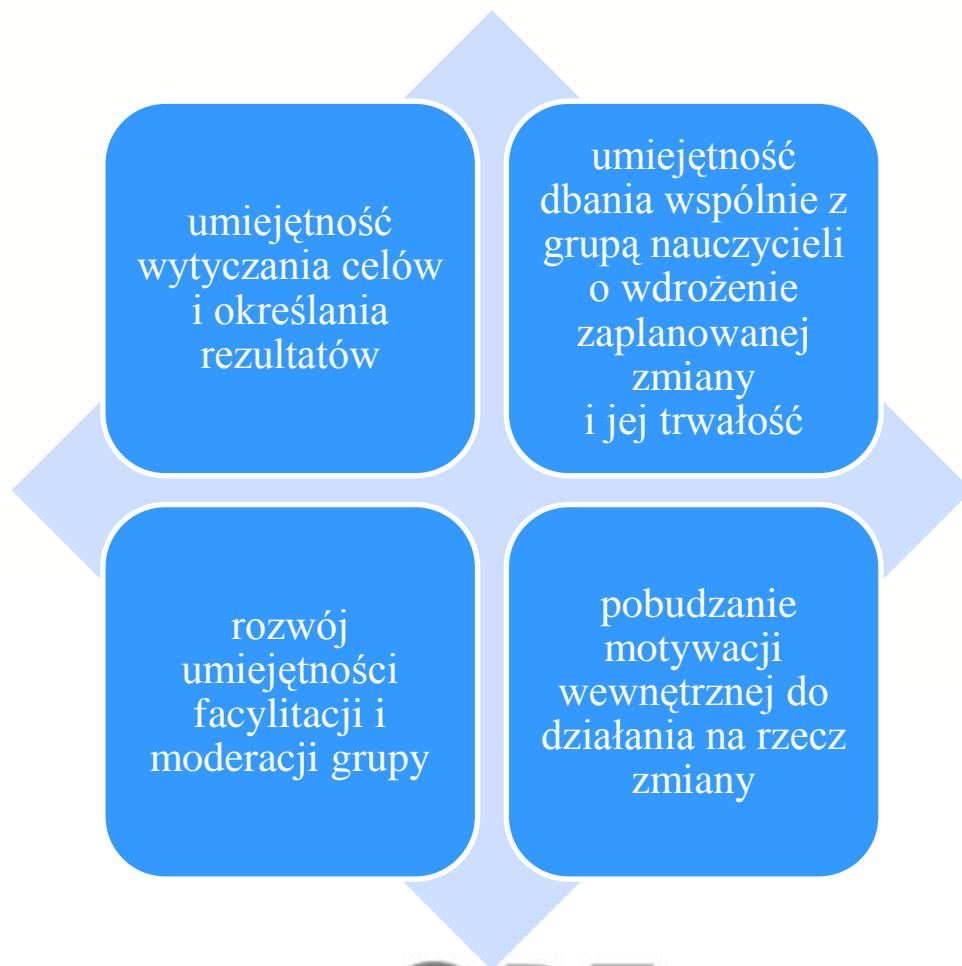 umiejętność
wytyczania celów
i określania
rezultatów
umiejętność
dbania wspólnie z
grupą nauczycieli
o wdrożenie
zaplanowanej
zmiany
i jej trwałość
rozwój
umiejętności
facylitacji i
moderacji grupy
pobudzanie
motywacji
wewnętrznej do
działania na rzecz
zmiany